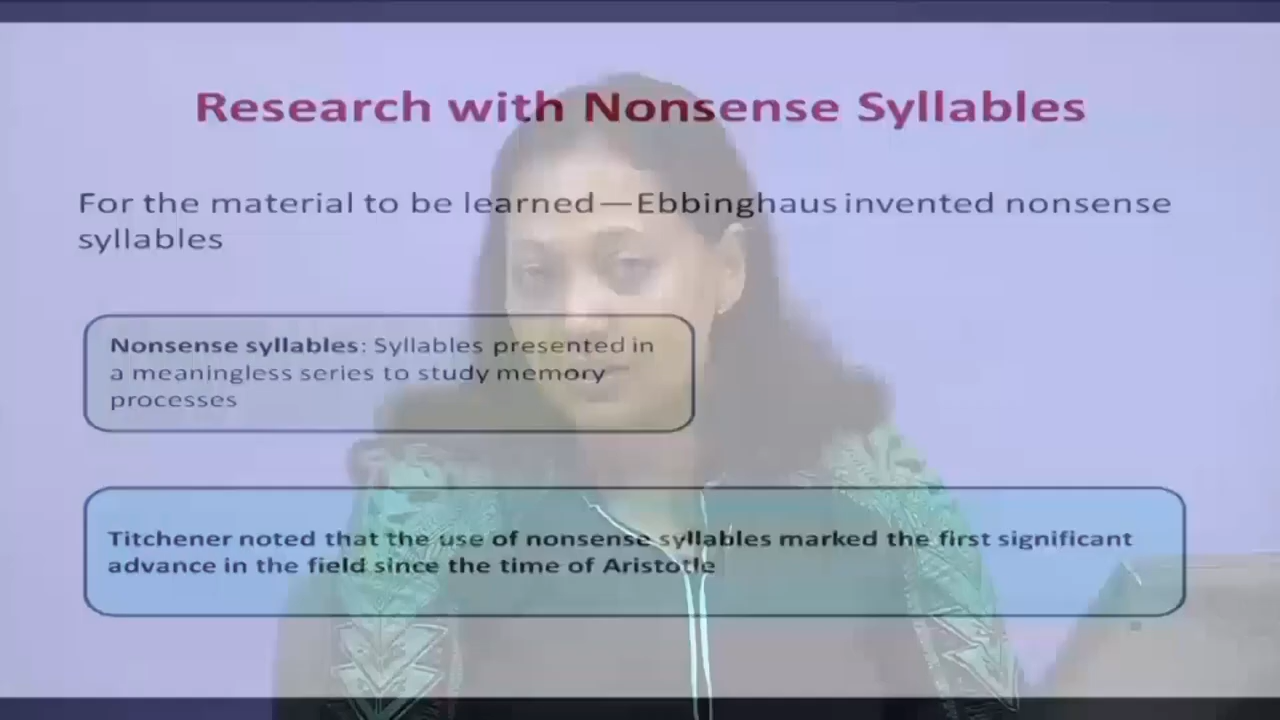 Research with Nonsense Syllables
For the material to be learned—Ebbinghaus invented nonsense
syllables
Nonsense syllables: Syllables presented in
a meaningless series to study memory
processes
Titchener noted that the use of nonsense syllables marked the first significant
advance in the field since the time of Aristotle